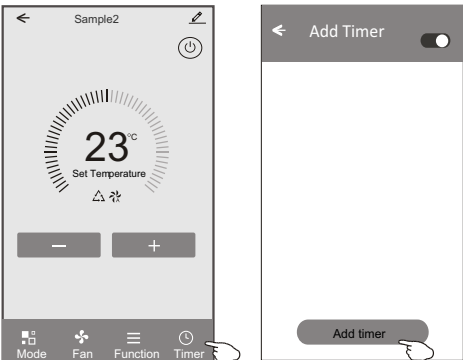 Sample2
23°C
Set Temperature
— +
Mode Fan Function Timer
Add Timer
Add timer